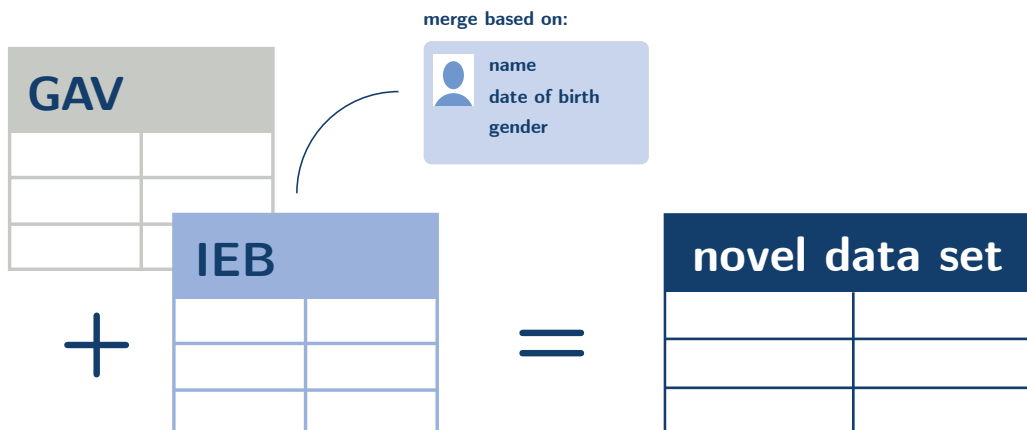 merge based on:
name
date of birth
gender
GAV
IEB
novel data set